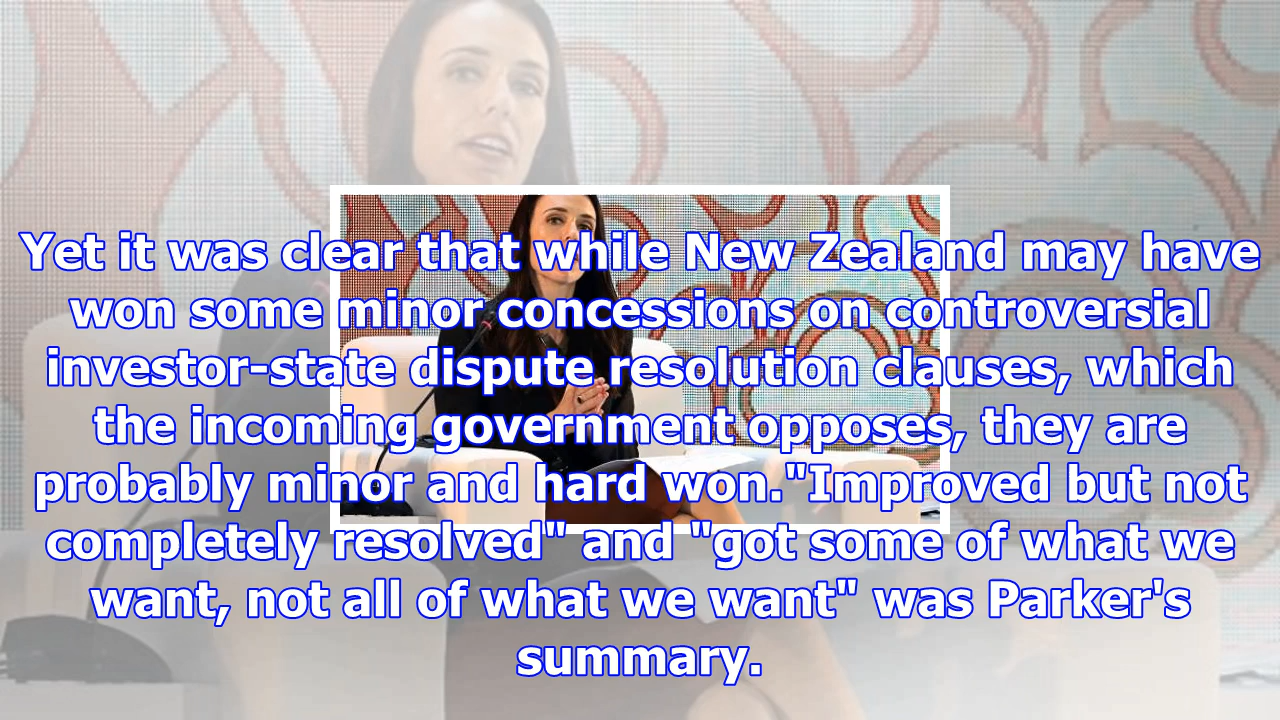 Yet it was clear that while New Zealand may have
won some minor concessions on controversial
investor-state dispute resolution clauses, which
the incoming government opposes, they are
probably minor and hard won."Improved but not
completely resolved" and "got some of what we
want, not all of what we want" was Parker's
summary.